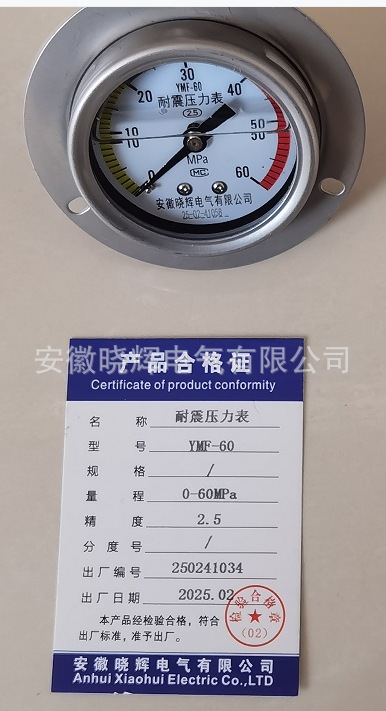 30
20
40
YMF-60
耐震压力表
2.5
10
50
MPa
0
MC
60
安徽晓辉电气有限公司
安徽晓辉电气有限公司
产品合格证
Certificate of product conformity
名 称 耐震压力表
型 号 YMF-60
规 格 /
量 程 0-60MPa
精 度 2.5
分 度 号 /
出厂编号 250241034
出厂日期 2025.02
本产品经检验合格，符合
出厂标准，准予出厂。
检验合格章
(02)
安徽晓辉电气有限公司
Anhui Xiaohui Electric Co.,LTD